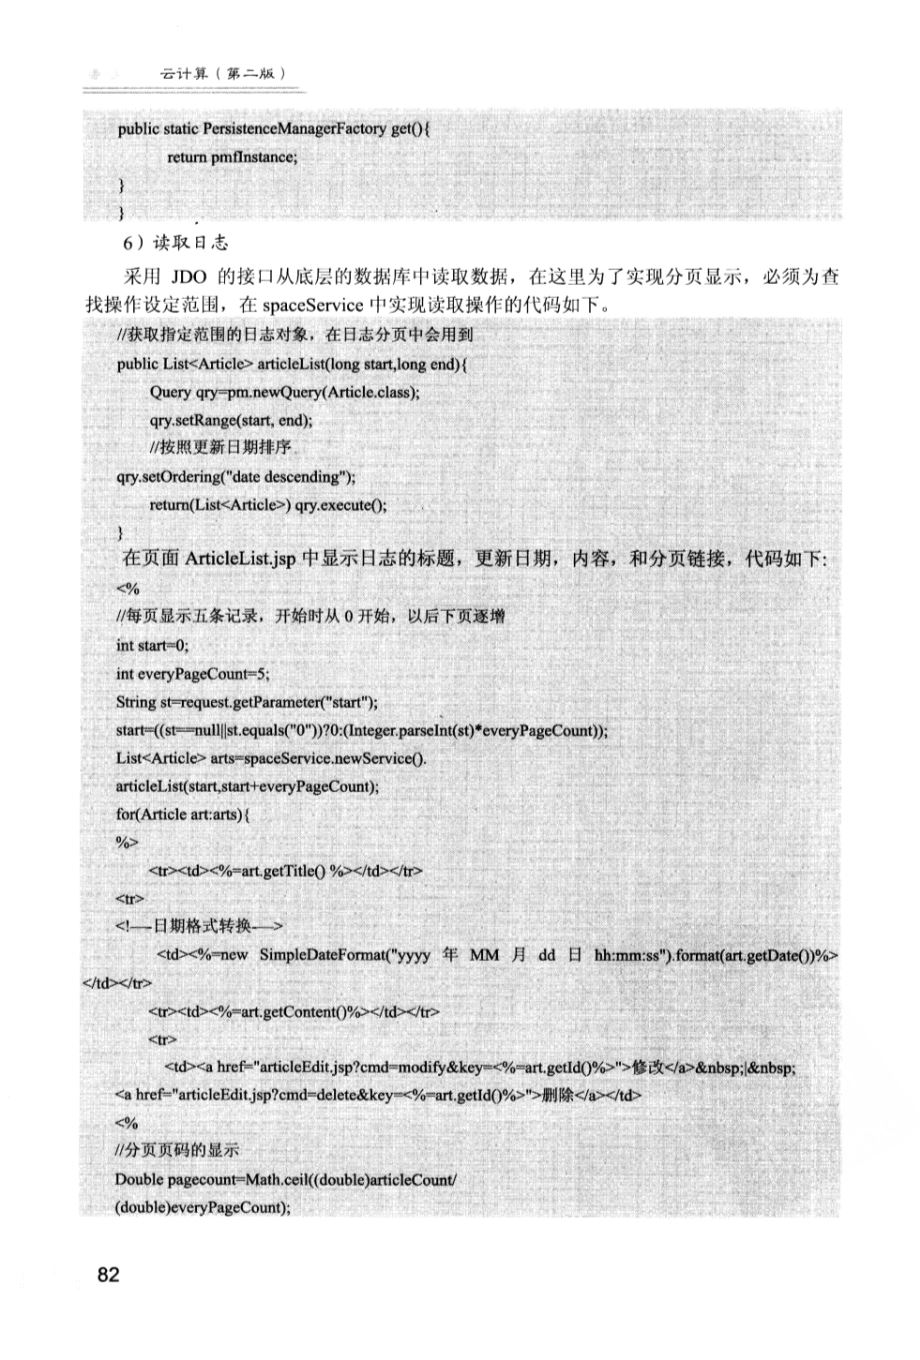 云计算（第二版）
public static PersistenceManagerFactory get(){
return pmfInstance;
}
}
6）读取日志
采用 JDO 的接口从底层的数据库中读取数据，在这里为了实现分页显示，必须为查
找操作设定范围，在 spaceService 中实现读取操作的代码如下。
//获取指定范围的日志对象，在日志分页中会用到
public List<Article> articleList(long start,long end){
Query qry=pm.newQuery(Article.class);
qry.setRange(start, end);
//按照更新日期排序
qry.setOrdering("date descending");
return(List<Article>) qry.execute();
}
在页面 ArticleList.jsp 中显示日志的标题，更新日期，内容，和分页链接，代码如下:
<%
//每页显示五条记录，开始时从 0 开始，以后下页逐增
int start=0;
int everyPageCount=5;
String st=request.getParameter("start");
start=((st==null||st.equals("0"))?0:(Integer.parseInt(st)*everyPageCount));
List<Article> arts=spaceService.newService().
articleList(start,start+everyPageCount);
for(Article art:arts){
%>
<tr><td><%=art.getTitle() %></td></tr>
<tr>
<!—-日期格式转换-—>
<td><%=new SimpleDateFormat("yyyy 年 MM 月 dd 日 hh:mm:ss").format(art.getDate())%>
</td></tr>
<tr><td><%=art.getContent()%></td></tr>
<tr>
<td><a href="articleEdit.jsp?cmd=modify&key=<%=art.getId()%>">修改</a>&nbsp;|&nbsp;
<a href="articleEdit.jsp?cmd=delete&key=<%=art.getId()%>">删除</a></td>
<%
//分页页码的显示
Double pagecount=Math.ceil((double)articleCount/
(double)everyPageCount);
82